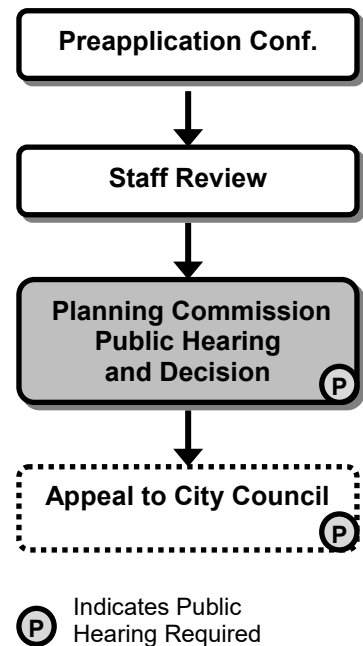 Preapplication Conf.
Staff Review
Planning Commission
Public Hearing
and Decision
P
Appeal to City Council
P
P
Indicates Public
Hearing Required